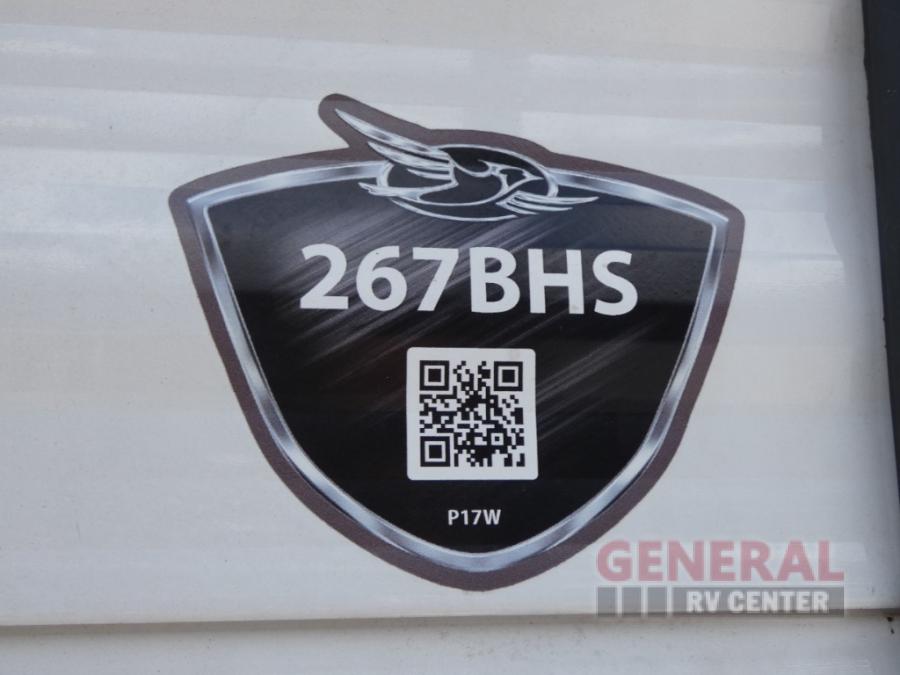 267BHS
P17W
GENERAL
RV CENTER